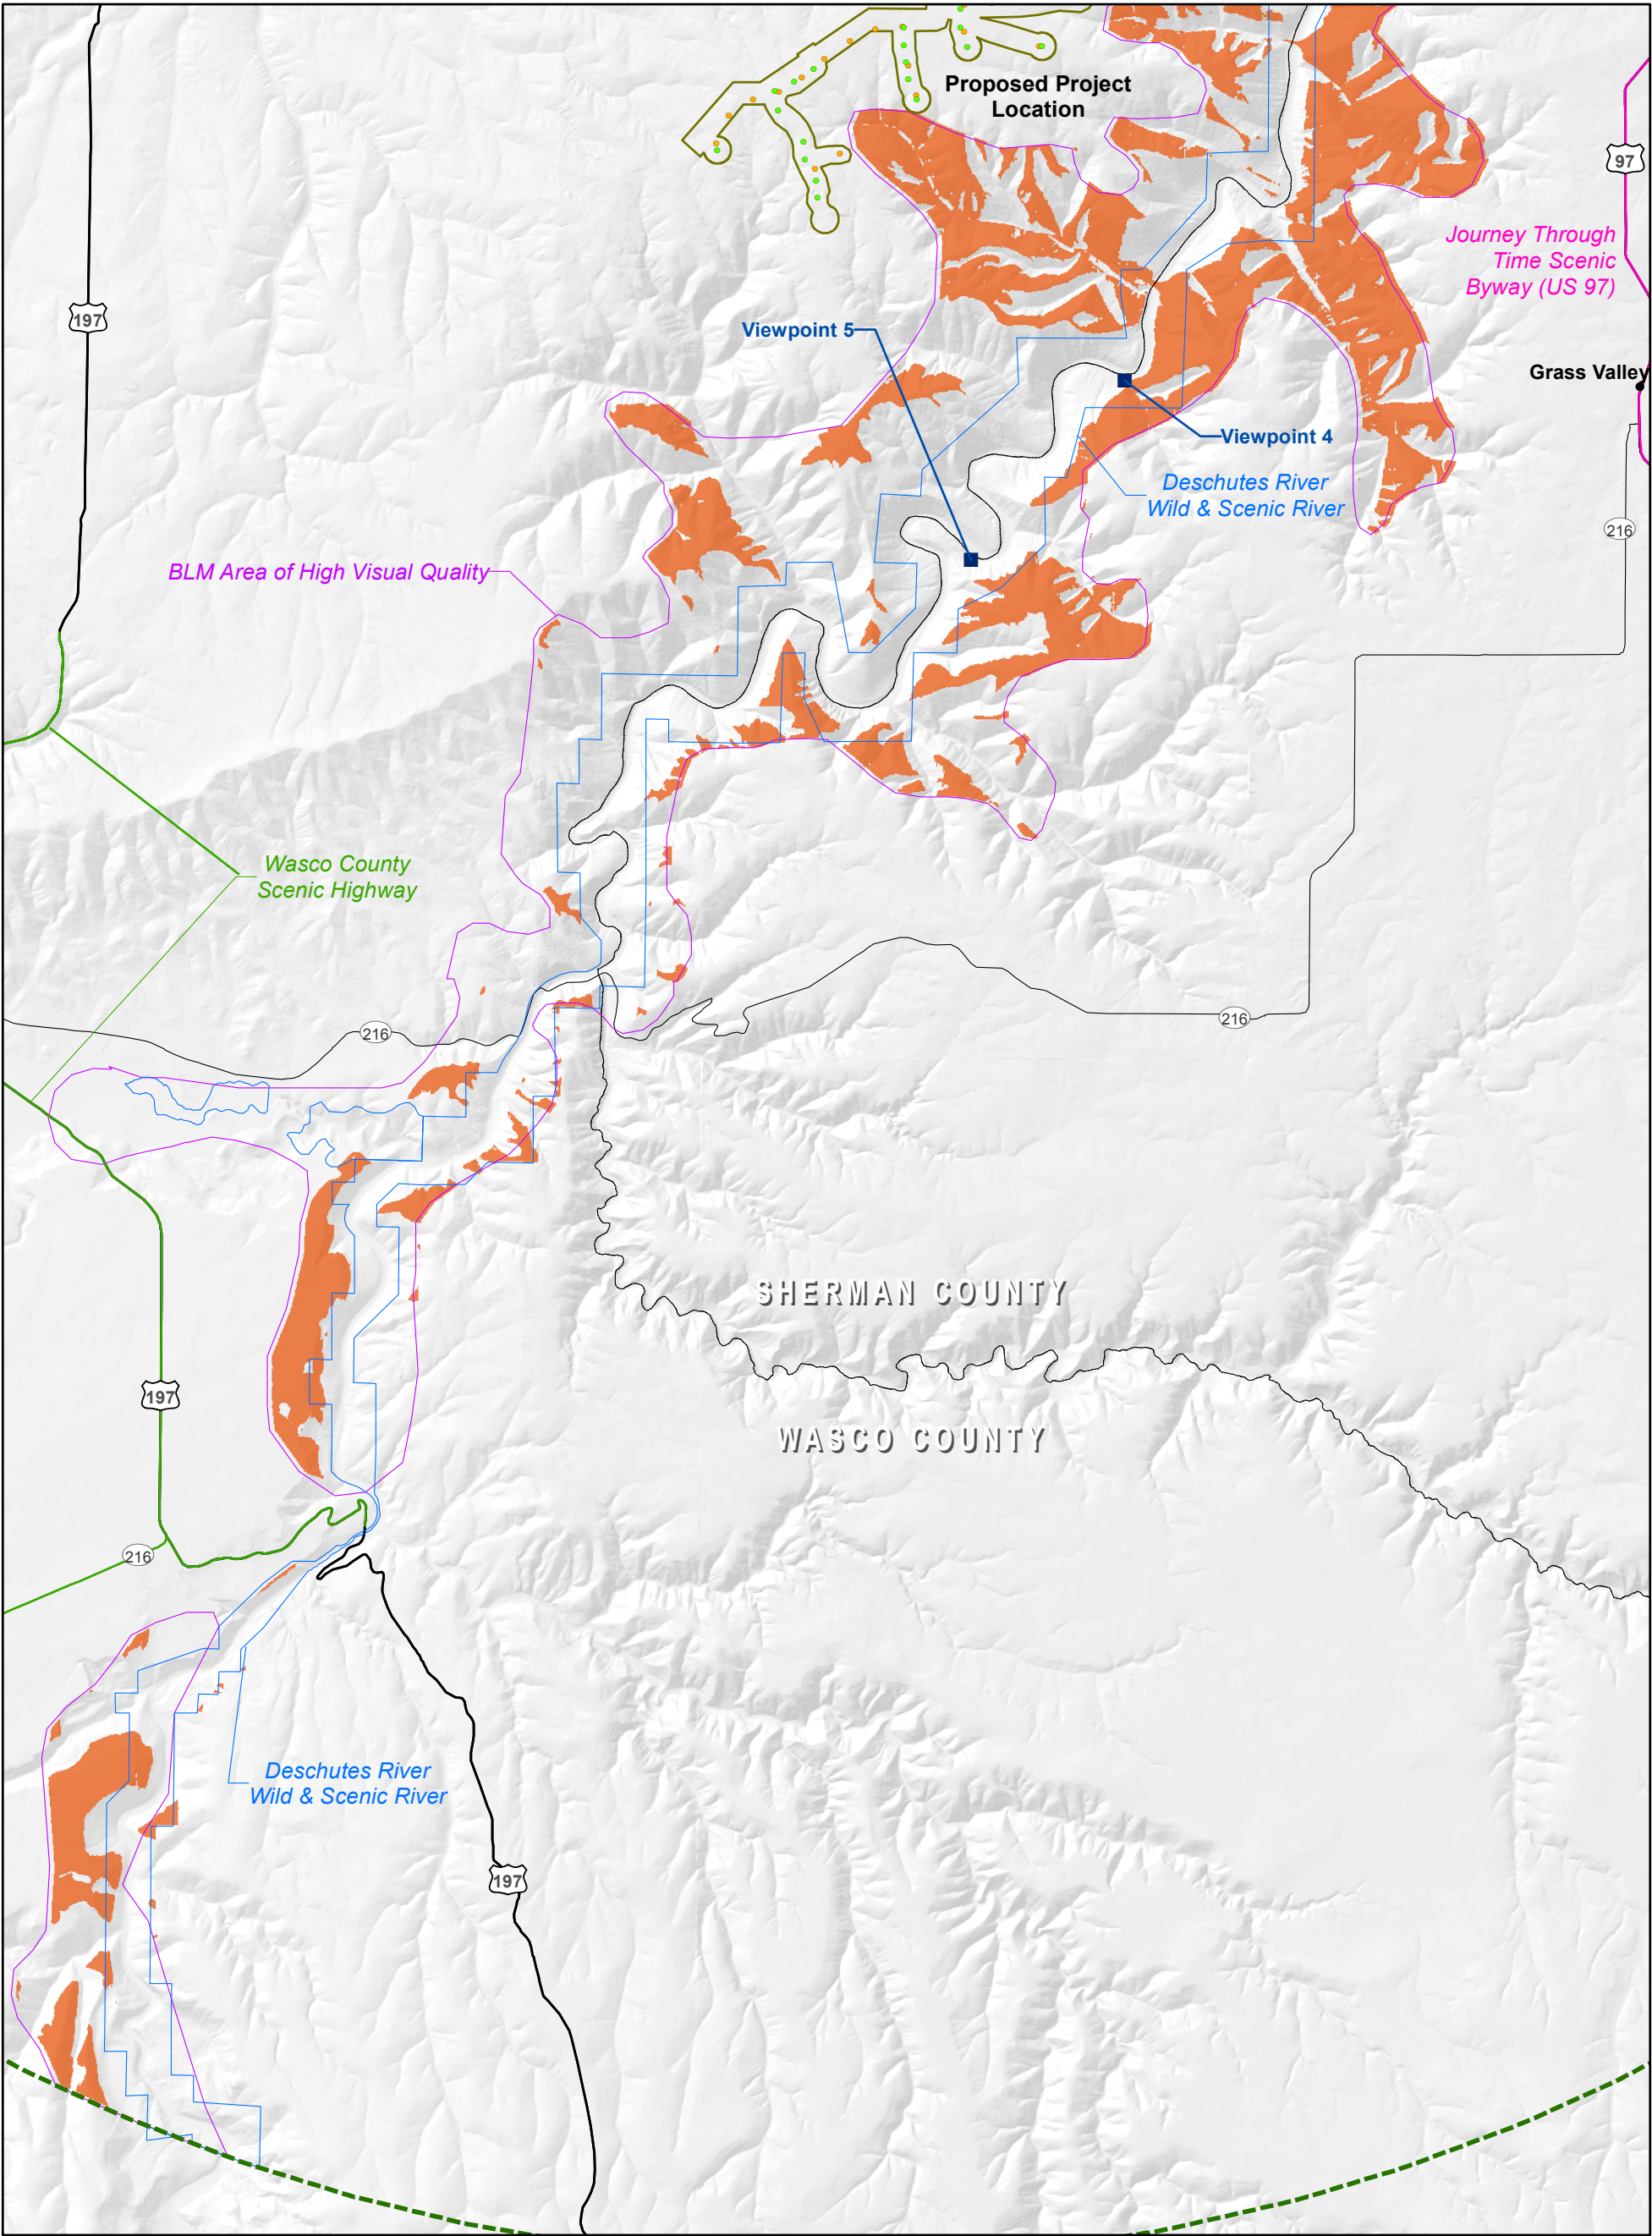 Proposed Project
Location
97
Journey Through
Time Scenic
Byway (US 97)
197
Viewpoint 5
Grass Valley
Viewpoint 4
Deschutes River
Wild & Scenic River
216
BLM Area of High Visual Quality
Wasco County
Scenic Highway
216
216
SHERMAN COUNTY
197
WASCO COUNTY
216
Deschutes River
Wild & Scenic River
197